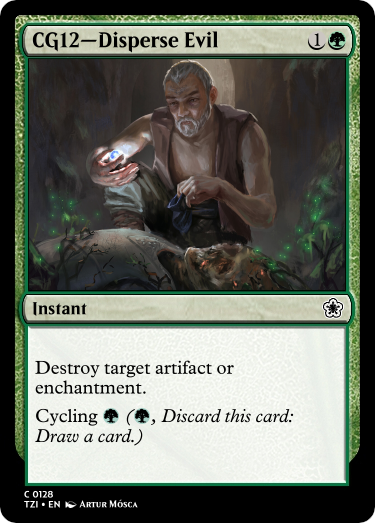 CG12—Disperse Evil 1
Instant
Destroy target artifact or
enchantment.
Cycling (, Discard this card:
Draw a card.)
C 0128
TZI • EN Artur Mósca